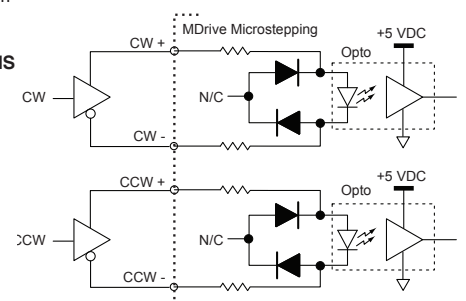 MDrive Microstepping
+5 VDC
CW +
Opto
CW
N/C
CW -
+5 VDC
CCW +
Opto
N/C
CCW -